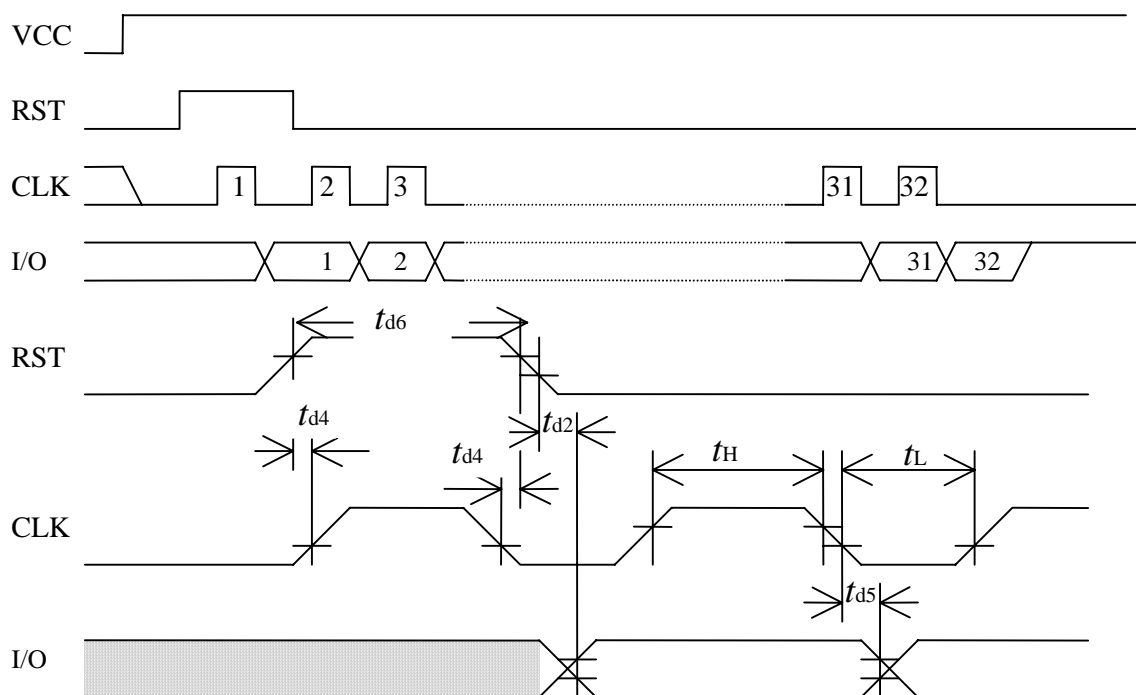 VCC
RST
CLK 1 2 3 31 32
I/O 1 2 31 32
RST td6
td4 td2
td4 tH tL
CLK
td5
I/O